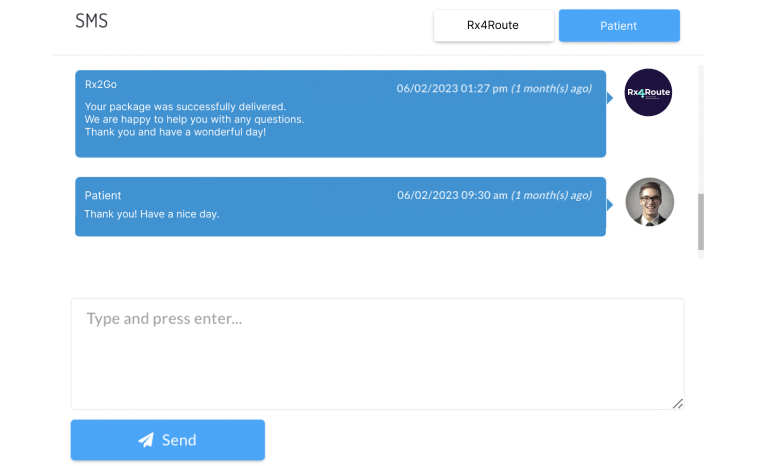 SMS
Rx4Route
Patient
Rx2Go
06/02/2023 01:27 pm (1 month(s) ago)
Your package was successfully delivered.
We are happy to help you with any questions.
Thank you and have a wonderful day!
Rx4Route
Patient
06/02/2023 09:30 am (1 month(s) ago)
Thank you! Have a nice day.
Type and press enter...
Send